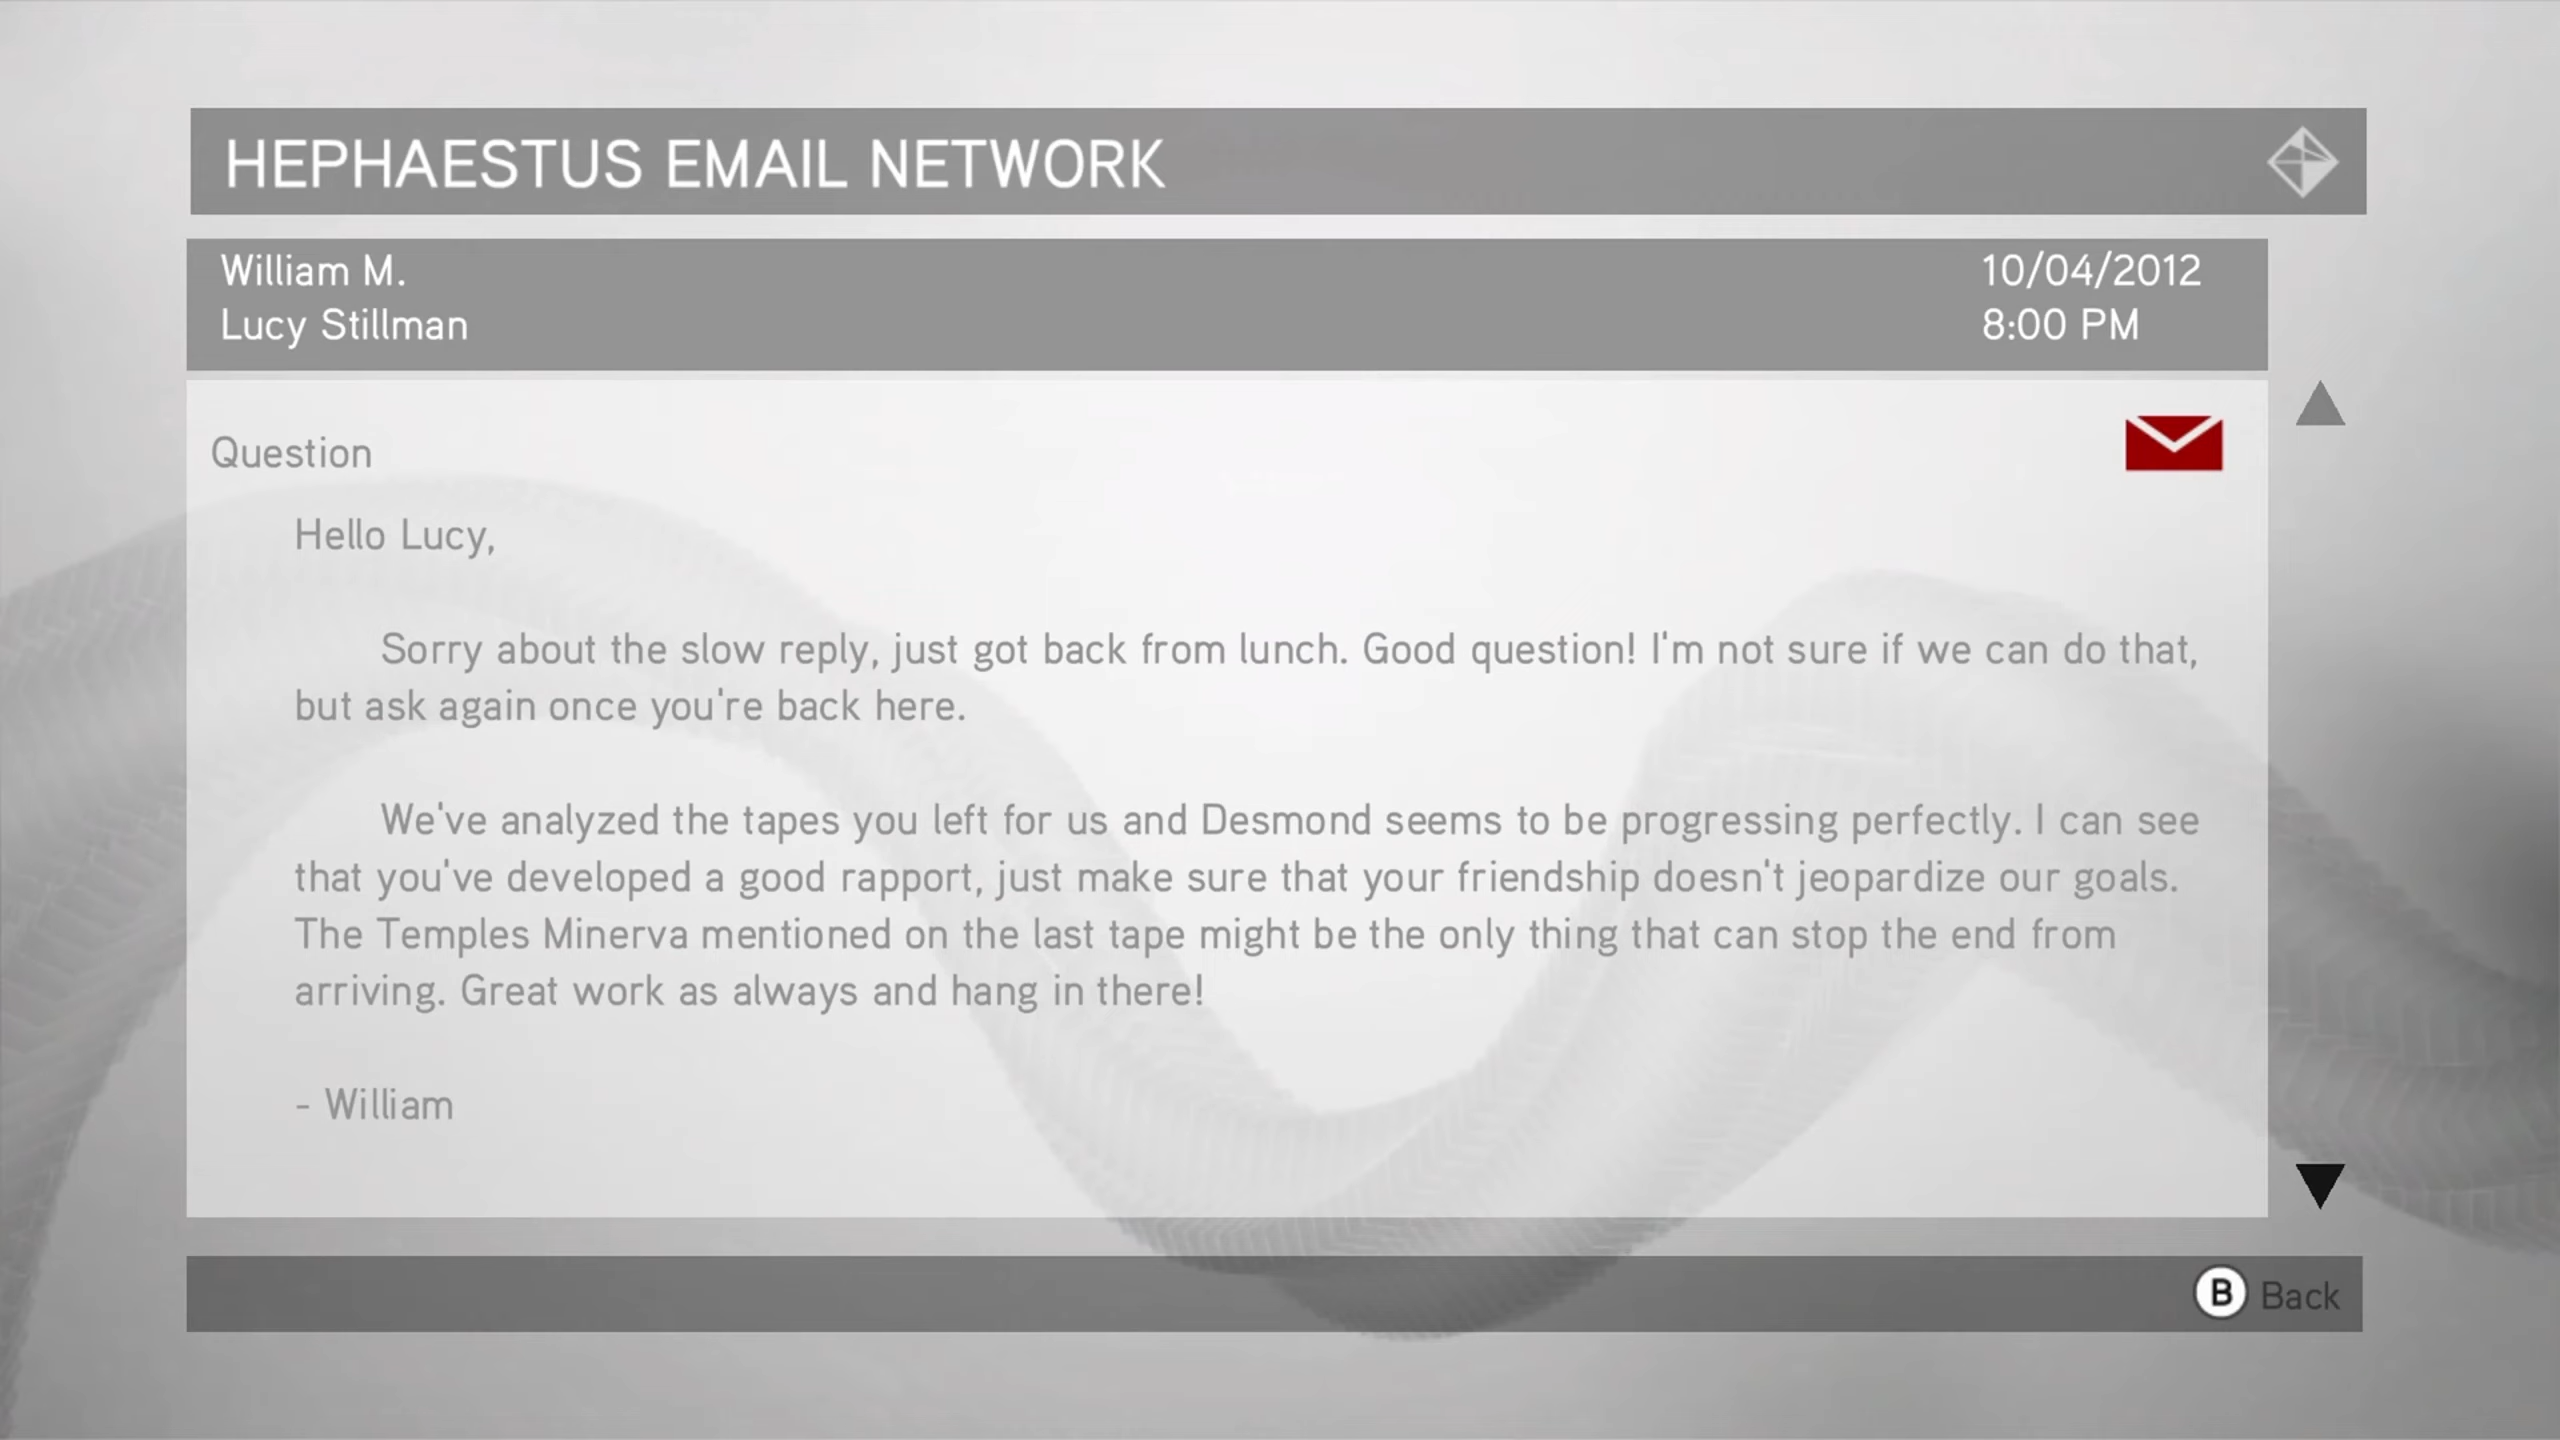 HEPHAESTUS EMAIL NETWORK
William M.
10/04/2012
Lucy Stillman
8:00 PM
Question
Hello Lucy,
Sorry about the slow reply, just got back from lunch. Good question! I'm not sure if we can do that,
but ask again once you're back here.
We've analyzed the tapes you left for us and Desmond seems to be progressing perfectly. I can see
that you've developed a good rapport, just make sure that your friendship doesn't jeopardize our goals.
The Temples Minerva mentioned on the last tape might be the only thing that can stop the end from
arriving. Great work as always and hang in there!
- William
B Back